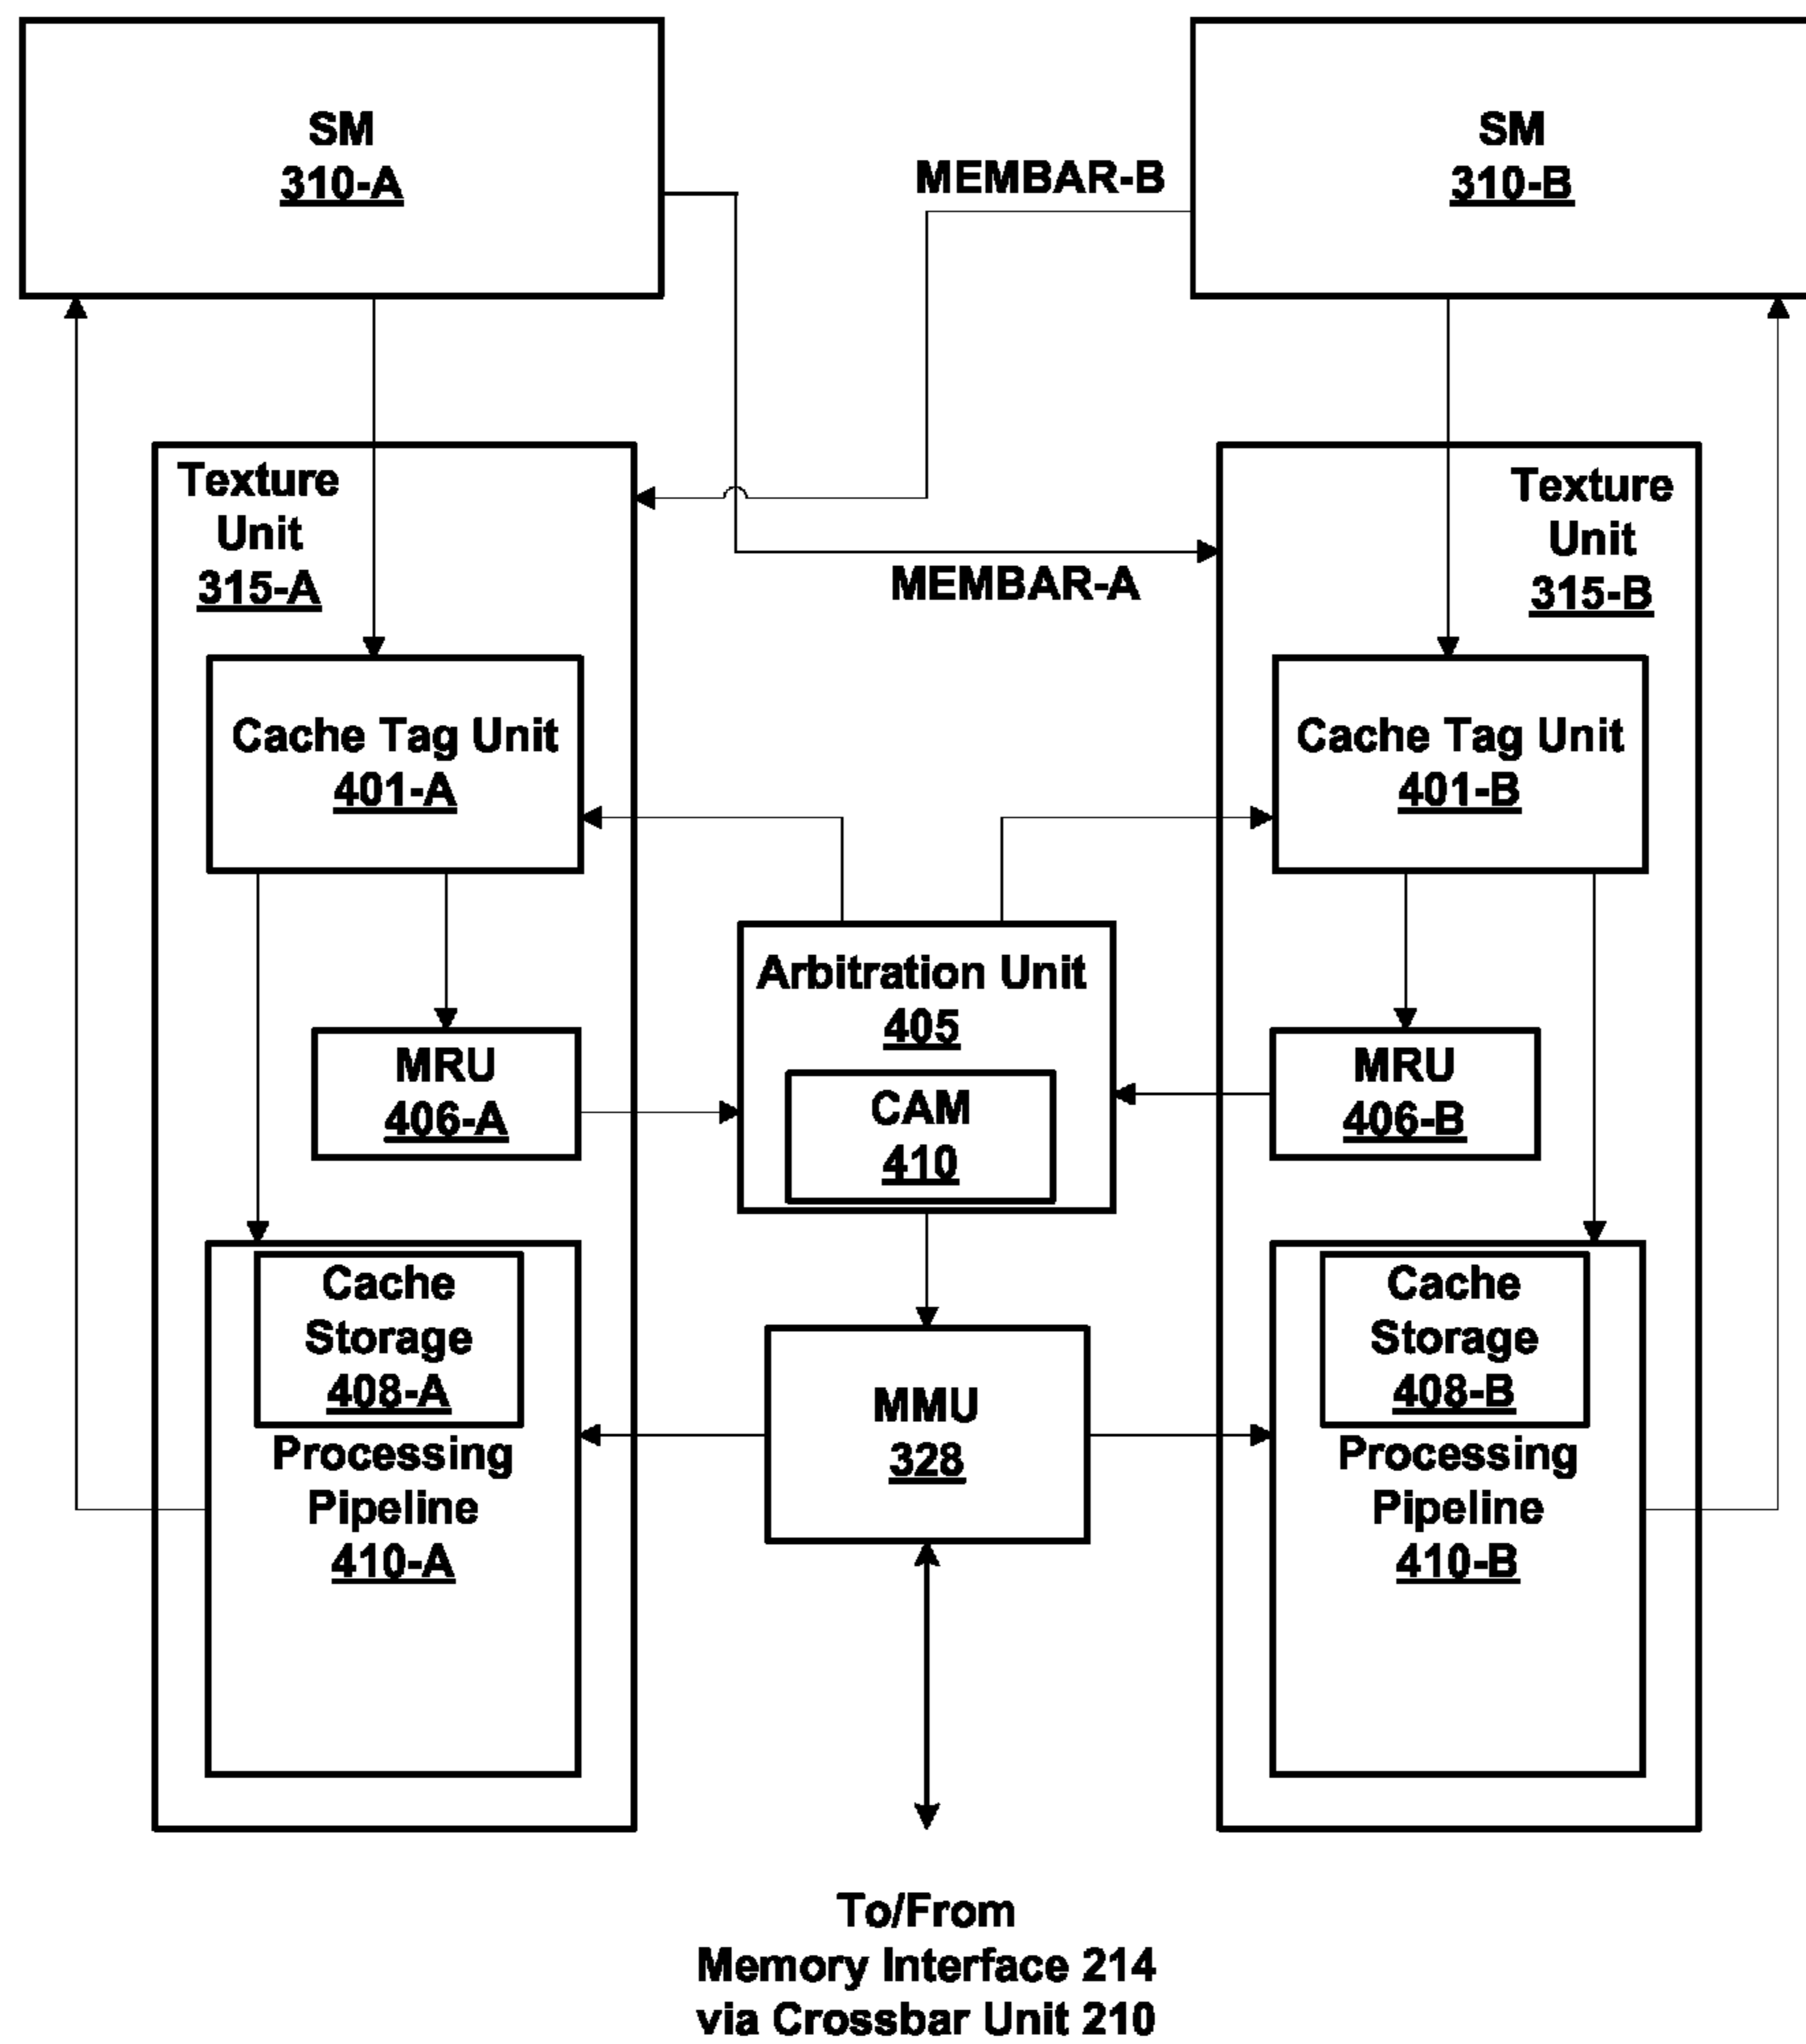 SM
310-A
SM
310-B
MEMBAR-B
MEMBAR-A
Texture
Unit
315-A
Texture
Unit
315-B
Cache Tag Unit
401-A
Cache Tag Unit
401-B
Arbitration Unit
405
CAM
410
MRU
406-A
MRU
406-B
Cache
Storage
408-A
Processing
Pipeline
410-A
MMU
328
Cache
Storage
408-B
Processing
Pipeline
410-B
To/From
Memory Interface 214
via Crossbar Unit 210